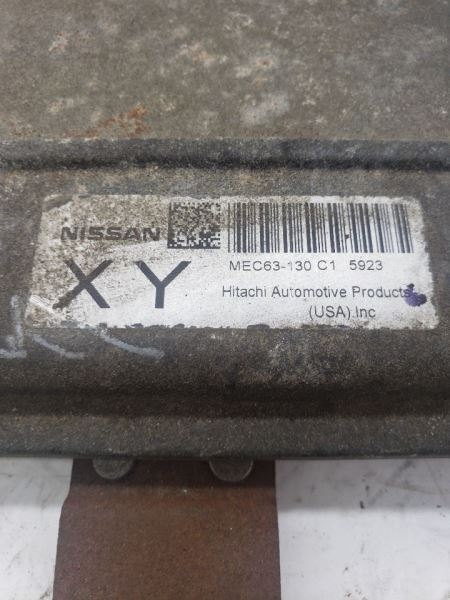 NISSAN
XY
MEC63-130 C1 5923
Hitachi Automotive Products
(USA).Inc